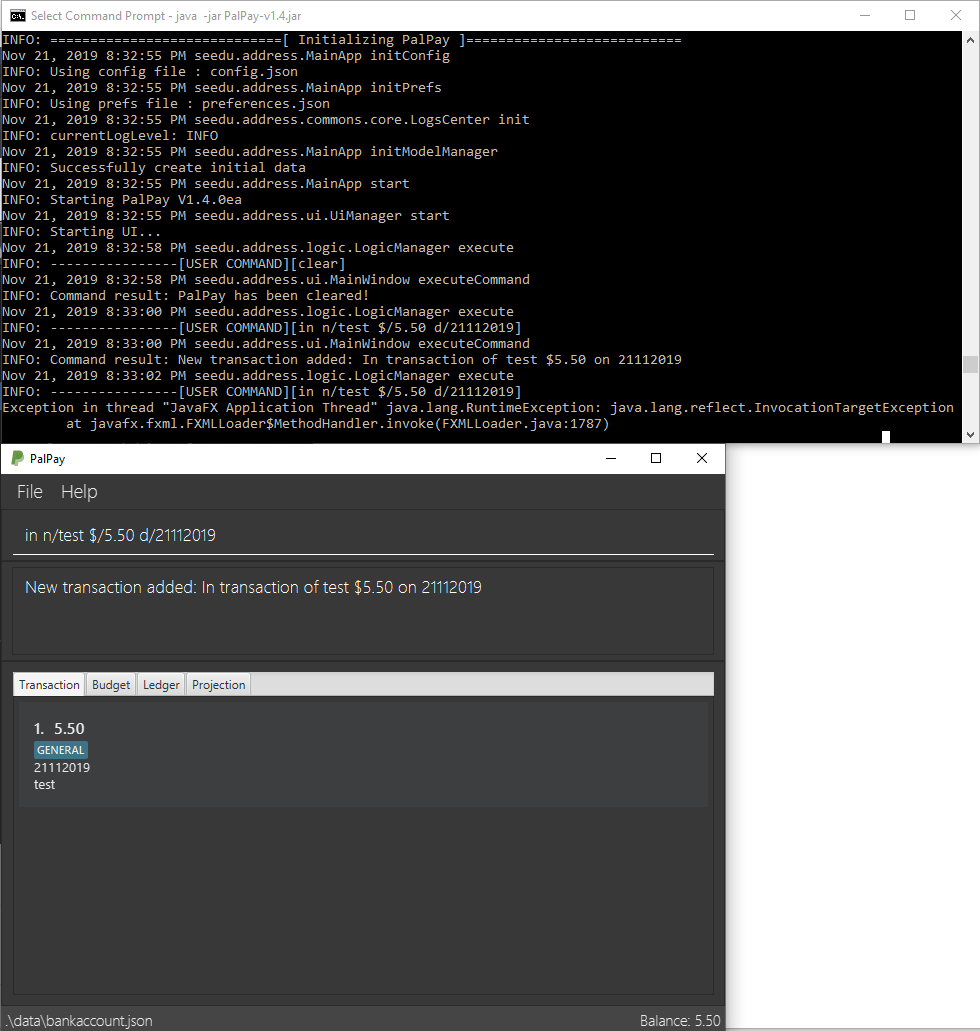 Select Command Prompt - java -jar PalPay-v1.4.jar
INFO: =============================[ Initializing PalPay ]===========================
Nov 21, 2019 8:32:55 PM seedu.address.MainApp initConfig
INFO: Using config file : config.json
Nov 21, 2019 8:32:55 PM seedu.address.MainApp initPrefs
INFO: Using prefs file : preferences.json
Nov 21, 2019 8:32:55 PM seedu.address.commons.core.LogsCenter init
INFO: currentLogLevel: INFO
Nov 21, 2019 8:32:55 PM seedu.address.MainApp initModelManager
INFO: Successfully create initial data
Nov 21, 2019 8:32:55 PM seedu.address.MainApp start
INFO: Starting PalPay V1.4.0ea
Nov 21, 2019 8:32:55 PM seedu.address.ui.UiManager start
INFO: Starting UI...
Nov 21, 2019 8:32:58 PM seedu.address.logic.LogicManager execute
INFO: ----------------[USER COMMAND][clear]
Nov 21, 2019 8:32:58 PM seedu.address.ui.MainWindow executeCommand
INFO: Command result: PalPay has been cleared!
Nov 21, 2019 8:33:00 PM seedu.address.logic.LogicManager execute
INFO: ----------------[USER COMMAND][in n/test $/5.50 d/21112019]
Nov 21, 2019 8:33:00 PM seedu.address.ui.MainWindow executeCommand
INFO: Command result: New transaction added: In transaction of test $5.50 on 21112019
Nov 21, 2019 8:33:02 PM seedu.address.logic.LogicManager execute
INFO: ----------------[USER COMMAND][in n/test $/5.50 d/21112019]
Exception in thread "JavaFX Application Thread" java.lang.RuntimeException: java.lang.reflect.InvocationTargetException
at javafx.fxml.FXMLLoader$MethodHandler.invoke(FXMLLoader.java:1787)
PalPay
File Help
in n/test $/5.50 d/21112019
New transaction added: In transaction of test $5.50 on 21112019
Transaction Budget Ledger Projection
1. 5.50
GENERAL
21112019
test
.\data\bankaccount.json Balance: 5.50